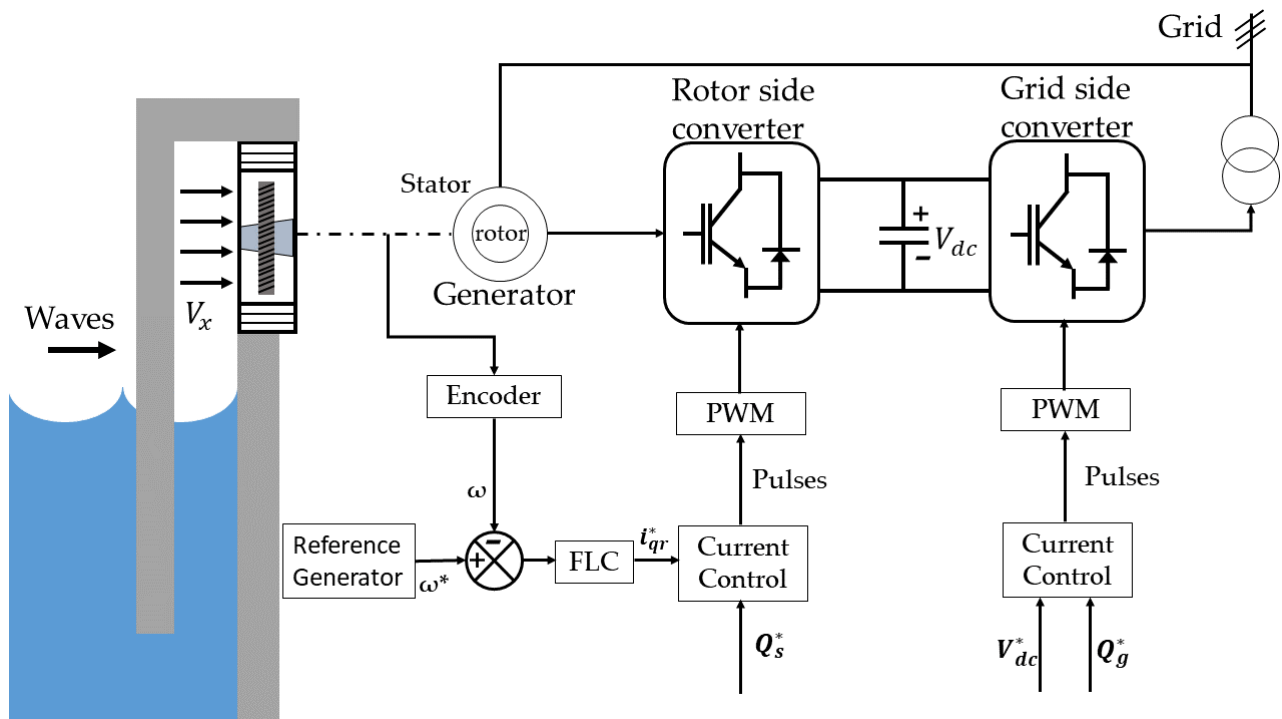 Grid
Rotor side
converter
Grid side
converter
Stator
rotor
Generator
+
V_dc
-
V_x
Waves
Encoder
PWM
PWM
ω
Pulses
Pulses
Reference
Generator
ω*
-
+
FLC
i*_qr
Current
Control
Current
Control
Q*_s
V*_dc
Q*_g